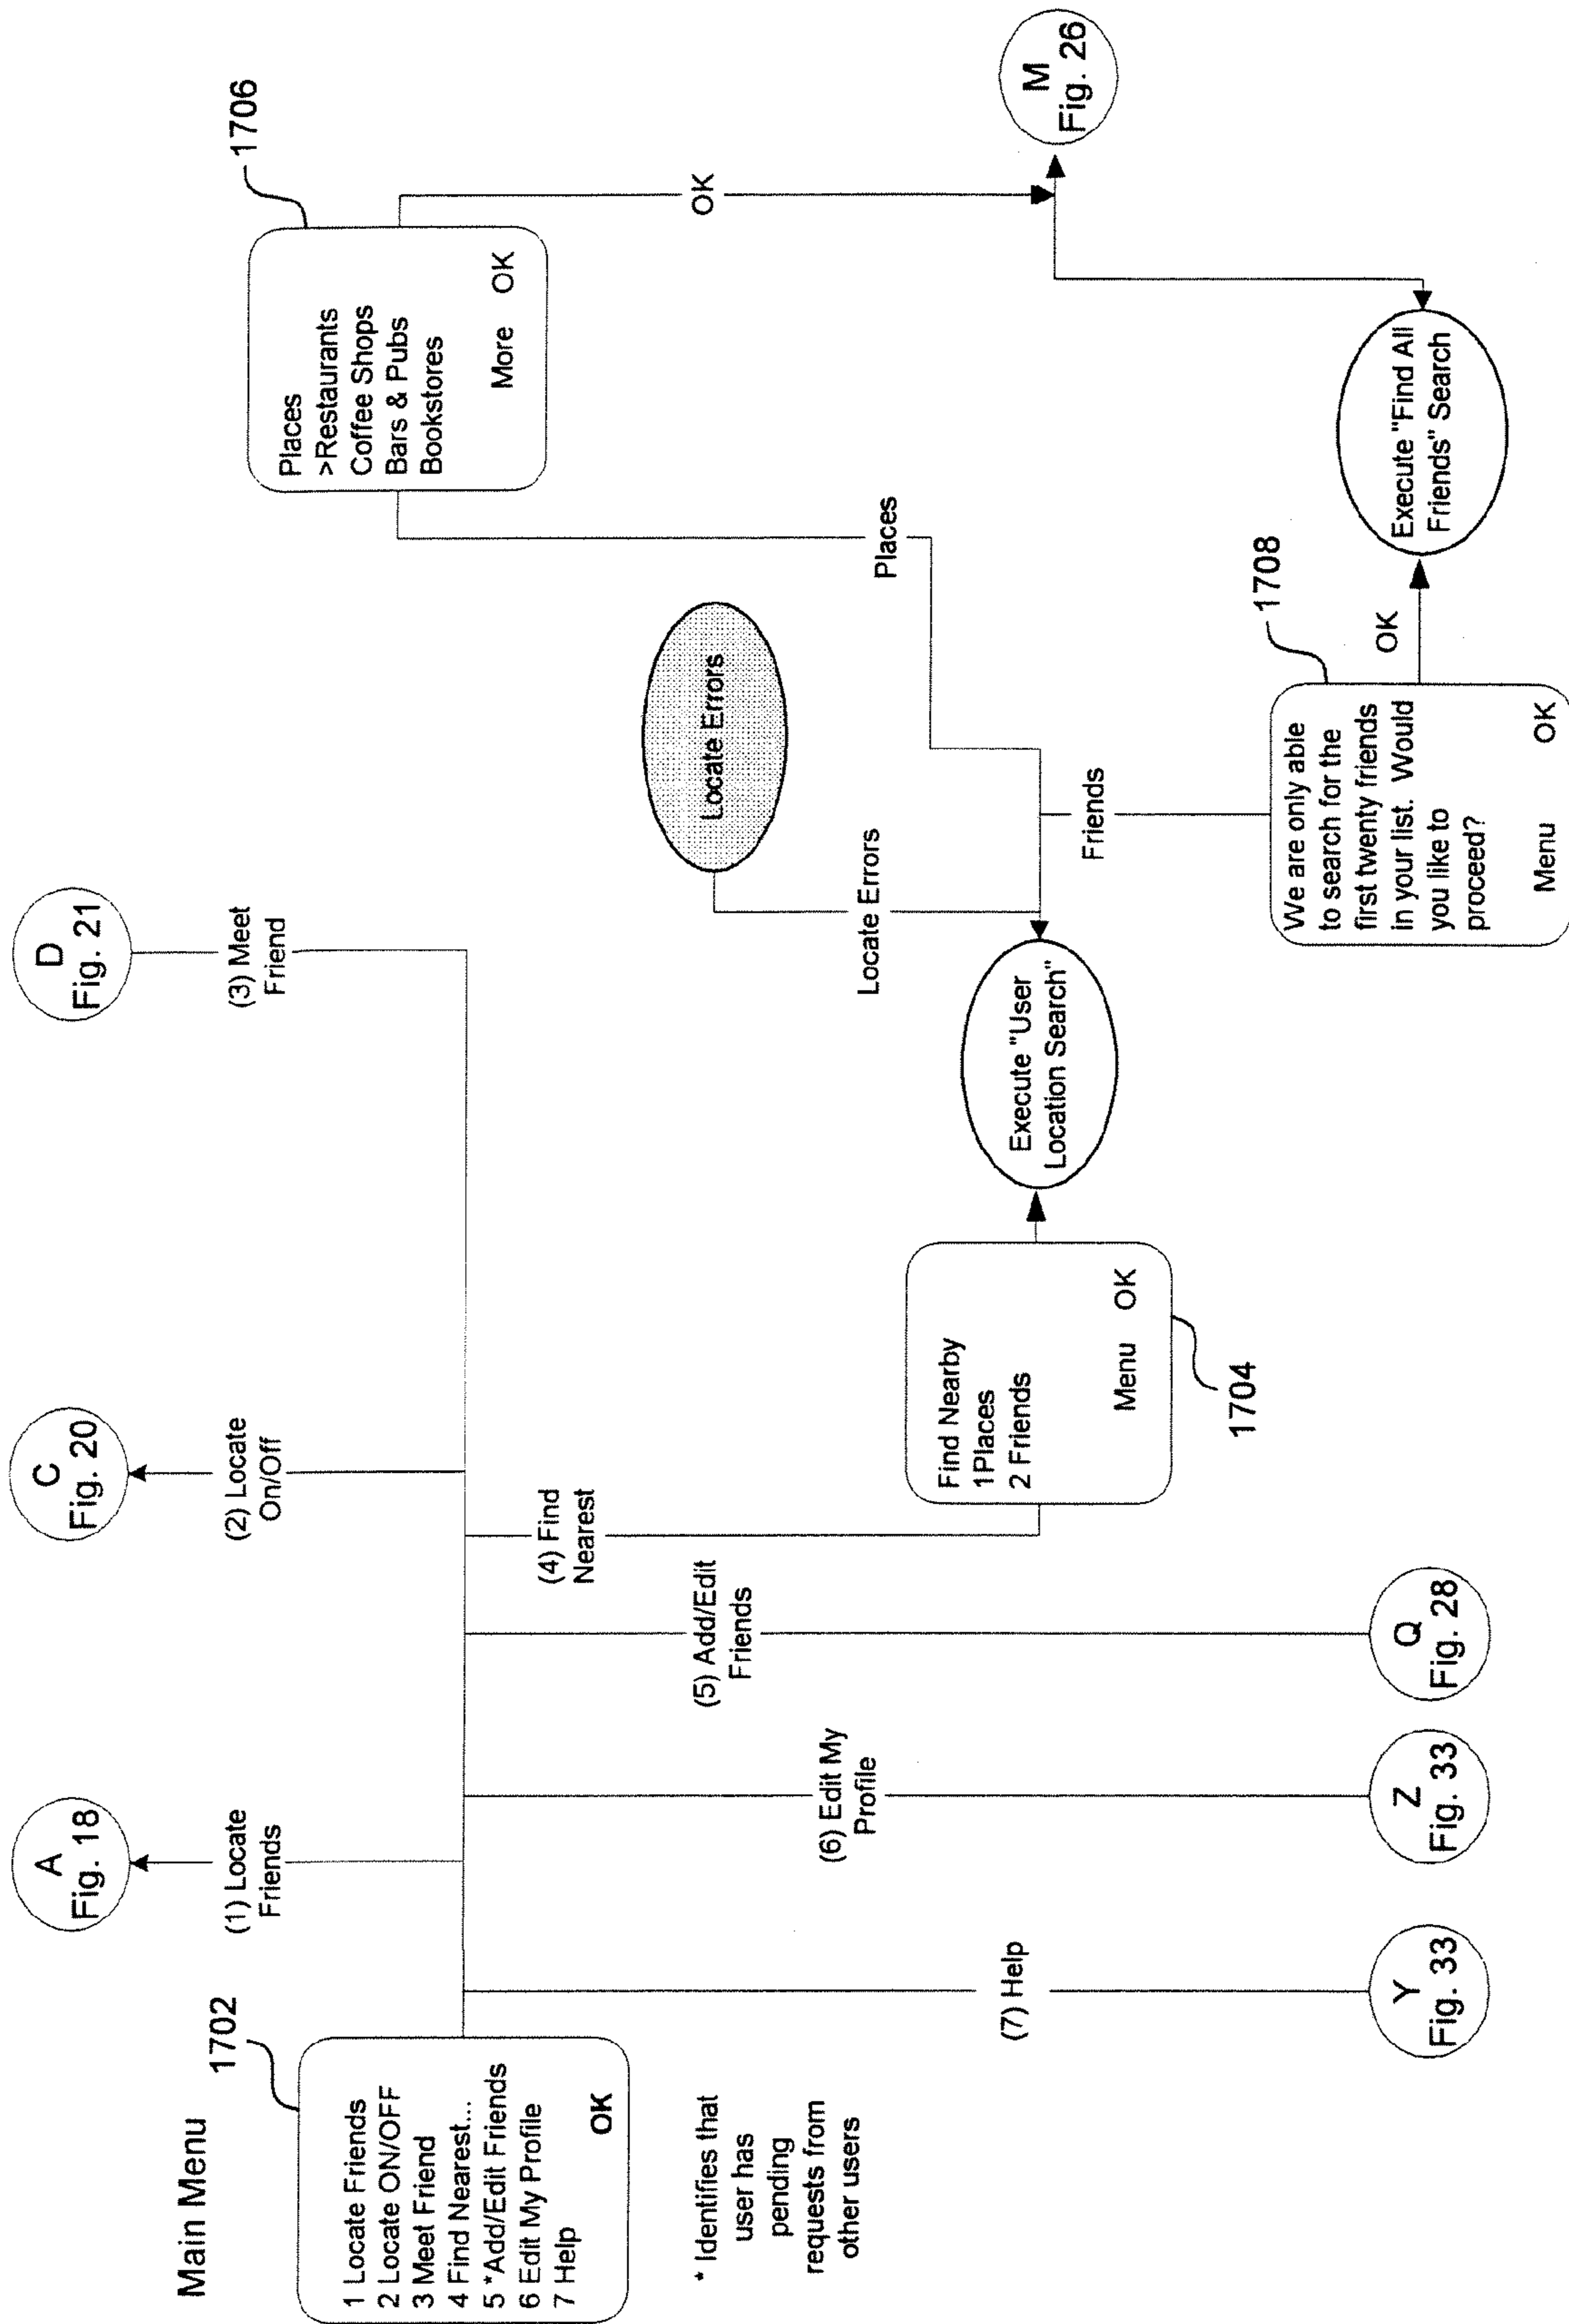 Main Menu
1702
1 Locate Friends
2 Locate ON/OFF
3 Meet Friend
4 Find Nearest...
5 *Add/Edit Friends
6 Edit My Profile
7 Help
OK
* Identifies that
user has
pending
requests from
other users
A
Fig. 18
(1) Locate
Friends
C
Fig. 20
(2) Locate
On/Off
D
Fig. 21
(3) Meet
Friend
(4) Find
Nearest
(5) Add/Edit
Friends
(6) Edit My
Profile
(7) Help
Y
Fig. 33
Z
Fig. 33
Q
Fig. 28
Find Nearby
1Places
2 Friends
Menu OK
1704
Execute "User
Location Search"
Locate Errors
Locate Errors
Places
Friends
1706
Places
>Restaurants
Coffee Shops
Bars & Pubs
Bookstores
More OK
OK
M
Fig. 26
1708
We are only able
to search for the
first twenty friends
in your list. Would
you like to
proceed?
Menu OK
OK
Execute "Find All
Friends" Search